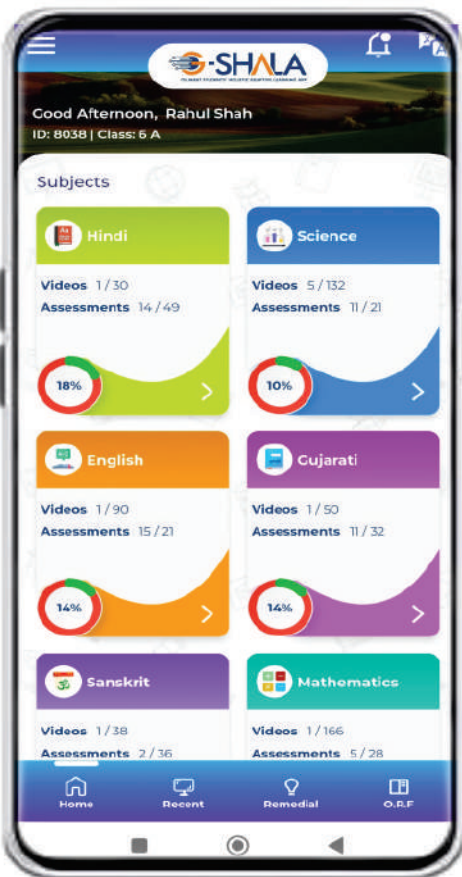 G-SHALA
Good Afternoon, Rahul Shah
ID: 8038 | Class: 6 A
Subjects
Hindi
Videos 1/30
Assessments 14/49
18%
Science
Videos 5/132
Assessments 11/21
10%
English
Videos 1/90
Assessments 15/21
14%
Gujarati
Videos 1/50
Assessments 11/32
14%
Sanskrit
Videos 1/38
Assessments 2/36
Mathematics
Videos 1/166
Assessments 5/28
Home
Recent
Remedial
O.R.F